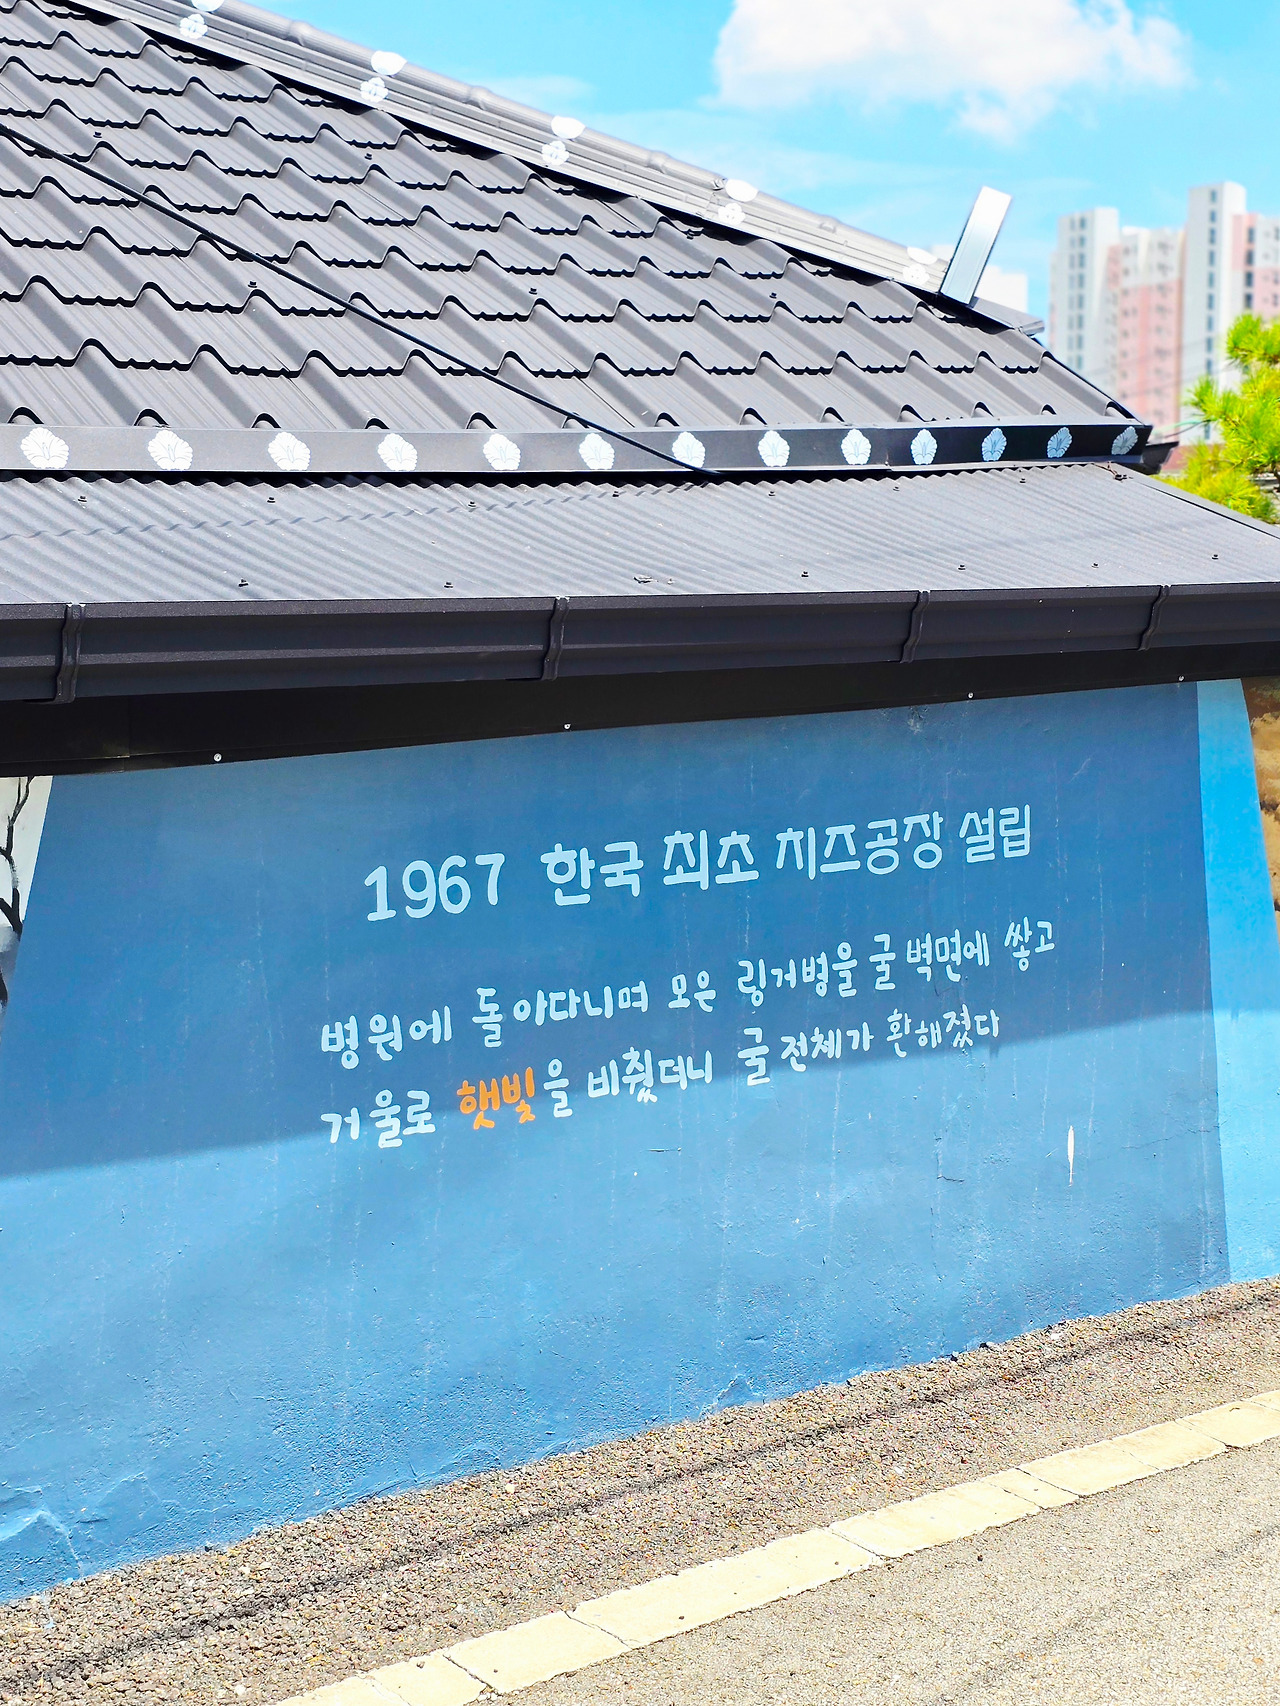 1967 한국 최초 치즈공장 설립
병원에 돌아다니며 모은 링거병을 굴 벽면에 쌓고
거울로 햇빛을 비췄더니 굴 전체가 환해졌다